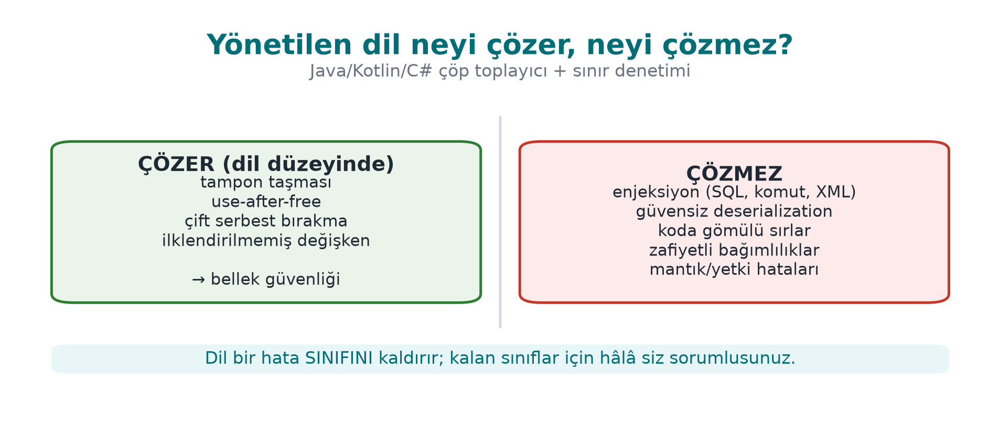 Yönetilen dil neyi çözer, neyi çözmez?
Java/Kotlin/C# çöp toplayıcı + sınır denetimi
ÇÖZER (dil düzeyinde)
tampon taşması
use-after-free
çift serbest bırakma
ilklendirilmemiş değişken
→ bellek güvenliği
ÇÖZMEZ
enjeksiyon (SQL, komut, XML)
güvensiz deserialization
koda gömülü sırlar
zafiyetli bağımlılıklar
mantık/yetki hataları
Dil bir hata SINIFINI kaldırır; kalan sınıflar için hâlâ siz sorumlusunuz.